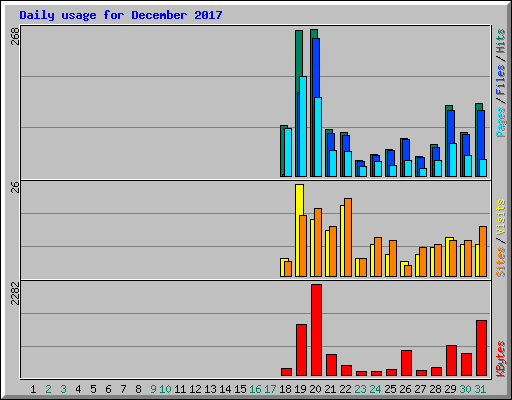 Daily usage for December 2017
268
Pages / Files / Hits
26
Sites / Visits
2282
KBytes
1 2 3 4 5 6 7 8 9 10 11 12 13 14 15 16 17 18 19 20 21 22 23 24 25 26 27 28 29 30 31